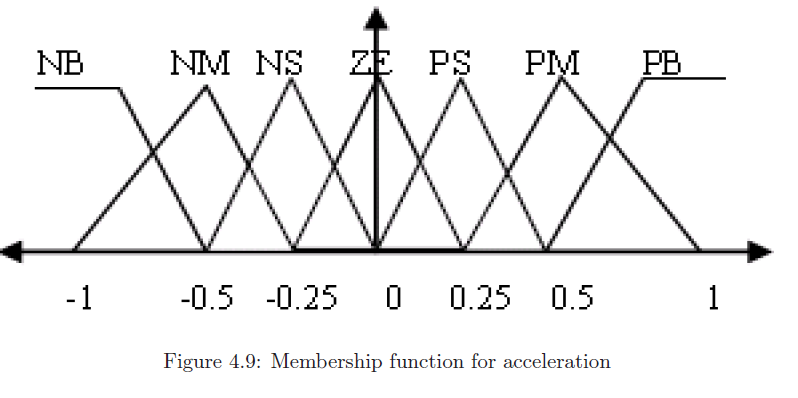 NB NM NS ZE PS PM PB
-1 -0.5 -0.25 0 0.25 0.5 1
Figure 4.9: Membership function for acceleration